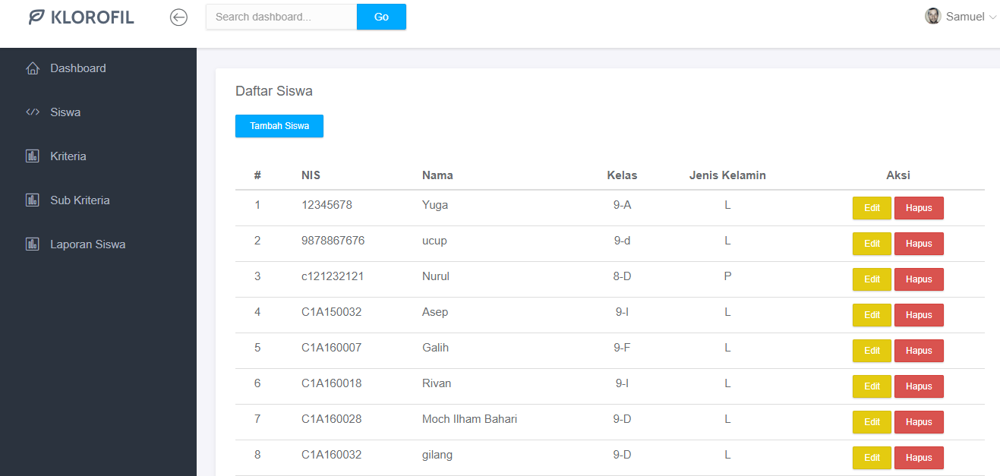 KLOROFIL
Search dashboard...
Go
Samuel
Dashboard
Siswa
Kriteria
Sub Kriteria
Laporan Siswa
Daftar Siswa
Tambah Siswa
# NIS Nama Kelas Jenis Kelamin Aksi
1 12345678 Yuga 9-A L Edit Hapus
2 9878867676 ucup 9-d L Edit Hapus
3 c121232121 Nurul 8-D P Edit Hapus
4 C1A150032 Asep 9-I L Edit Hapus
5 C1A160007 Galih 9-F L Edit Hapus
6 C1A160018 Rivan 9-I L Edit Hapus
7 C1A160028 Moch Ilham Bahari 9-D L Edit Hapus
8 C1A160032 gilang 9-D L Edit Hapus